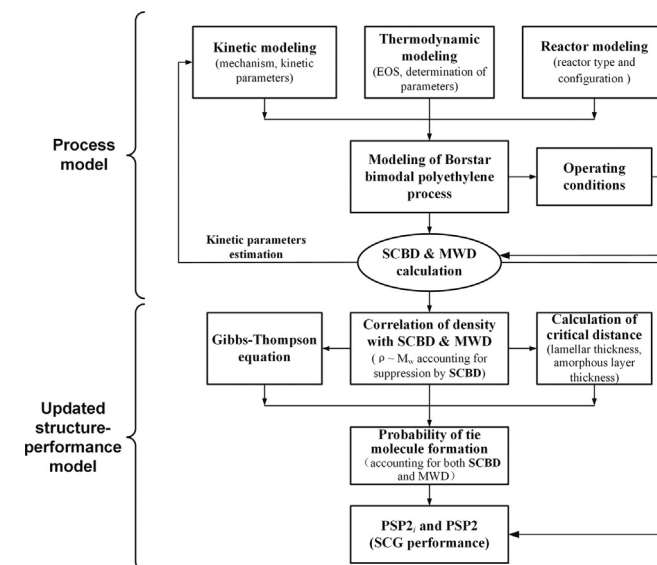 Kinetic modeling
(mechanism, kinetic
parameters)
Thermodynamic
modeling
(EOS, determination of
parameters)
Reactor modeling
(reactor type and
configuration )
Process
model
Modeling of Borstar
bimodal polyethylene
process
Operating
conditions
Kinetic parameters
estimation
SCBD & MWD
calculation
Gibbs-Thompson
equation
Correlation of density
with SCBD & MWD
( ρ ~ Mw accounting for
suppression by SCBD)
Calculation of
critical distance
(lamellar thickness,
amorphous layer
thickness)
Updated
structure-
performance
model
Probability of tie
molecule formation
(accounting for both SCBD
and MWD)
PSP2i and PSP2
(SCG performance)